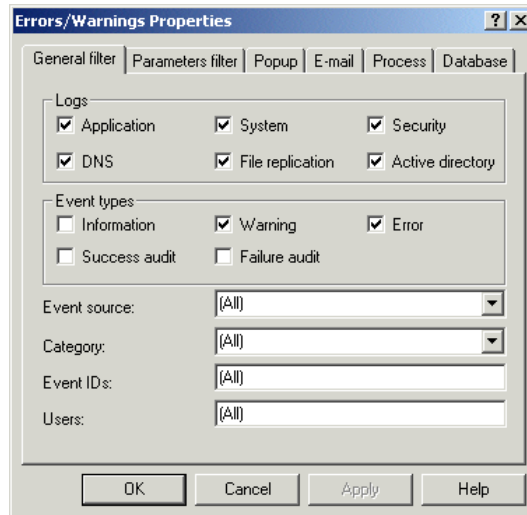 Errors/Warnings Properties
General filter Parameters filter Popup E-mail Process Database
Logs
Application System Security
DNS File replication Active directory
Event types
Information Warning Error
Success audit Failure audit
Event source: (All)
Category: (All)
Event IDs: (All)
Users: (All)
OK Cancel Apply Help